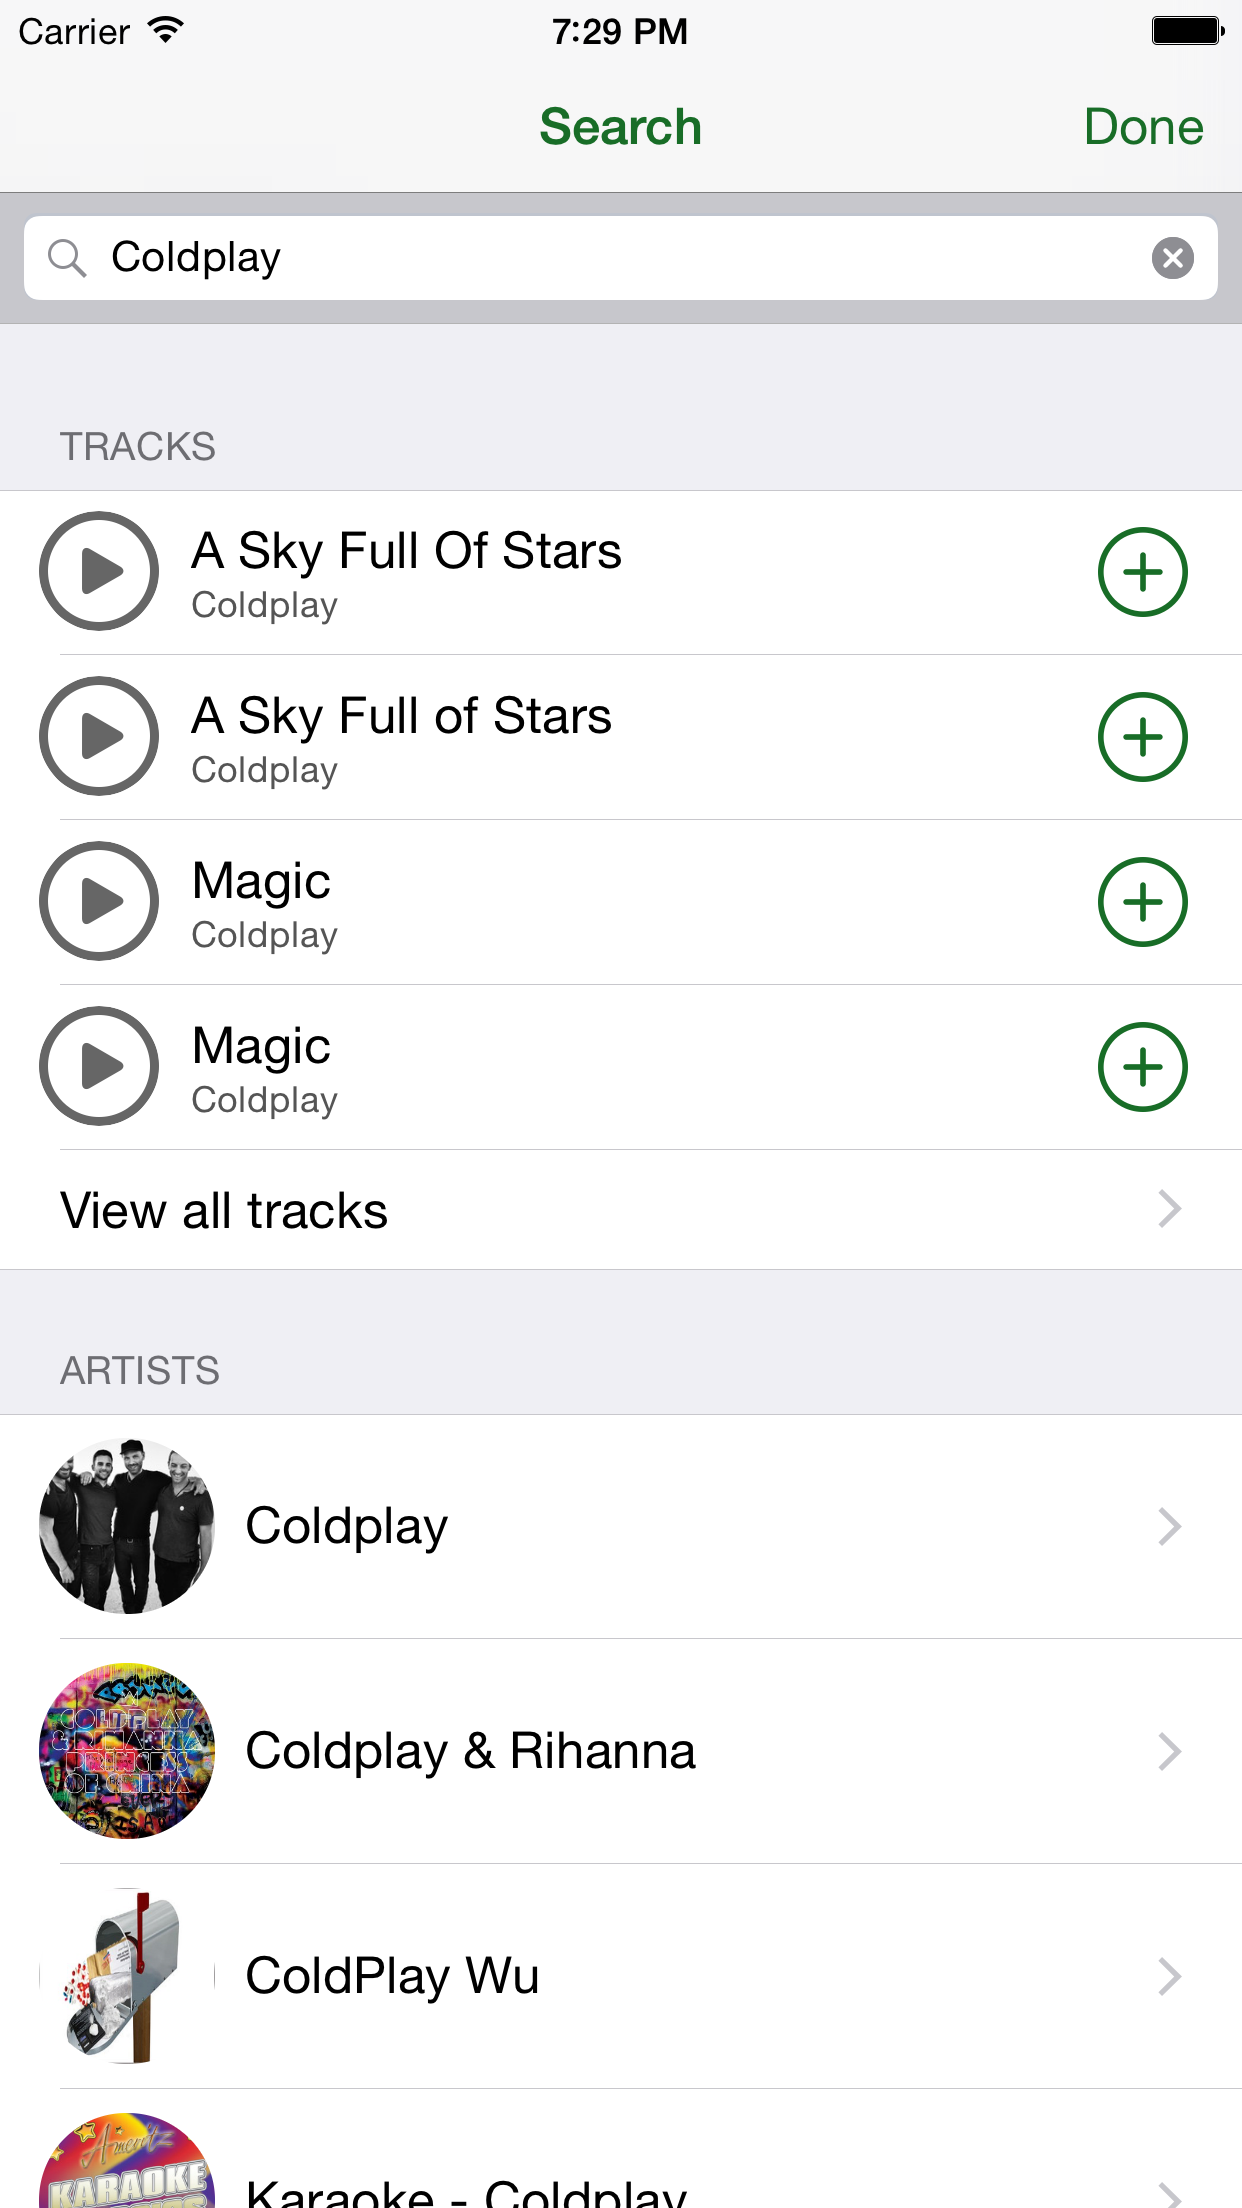 Carrier 7:29 PM
Search Done
Coldplay
TRACKS
A Sky Full Of Stars
Coldplay
A Sky Full of Stars
Coldplay
Magic
Coldplay
Magic
Coldplay
View all tracks
ARTISTS
Coldplay
COLDPLAY
& RIHANNA
PRINCESS
OF CHINA
Coldplay & Rihanna
ColdPlay Wu
KARAOKE
Karaoke - Coldplay